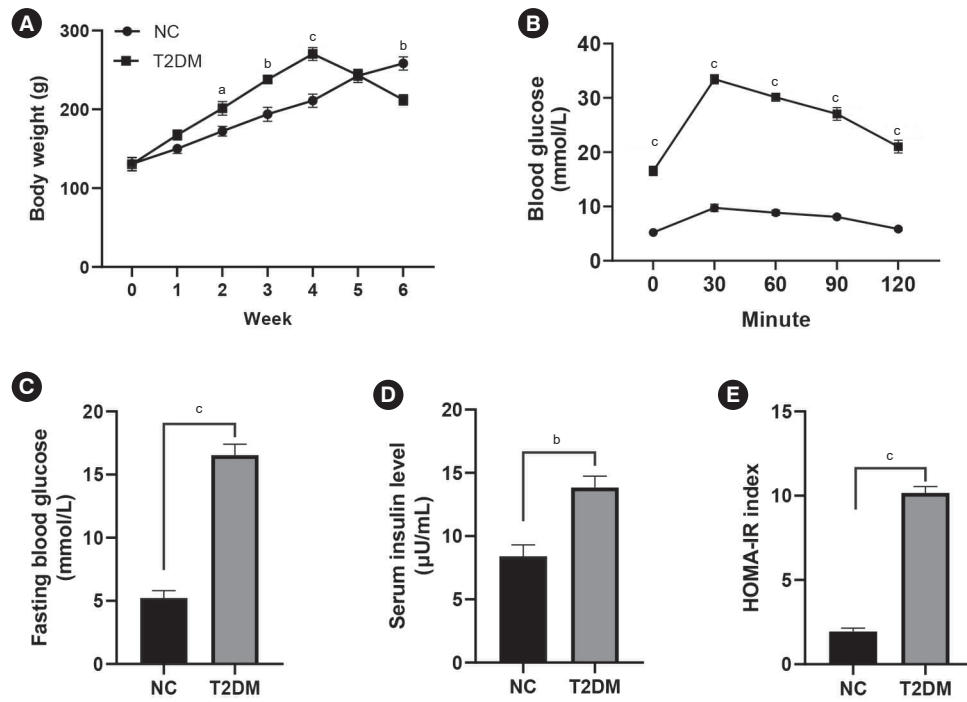 A
300
200
100
0
Body weight (g)
NC
T2DM
a
b
c
b
0 1 2 3 4 5 6
Week
B
40
30
20
10
0
Blood glucose
(mmol/L)
c
c
c
c
c
0 30 60 90 120
Minute
C
20
15
10
5
0
Fasting blood glucose
(mmol/L)
c
NC T2DM
D
20
15
10
5
0
Serum insulin level
(µU/mL)
b
NC T2DM
E
15
10
5
0
HOMA-IR index
c
NC T2DM